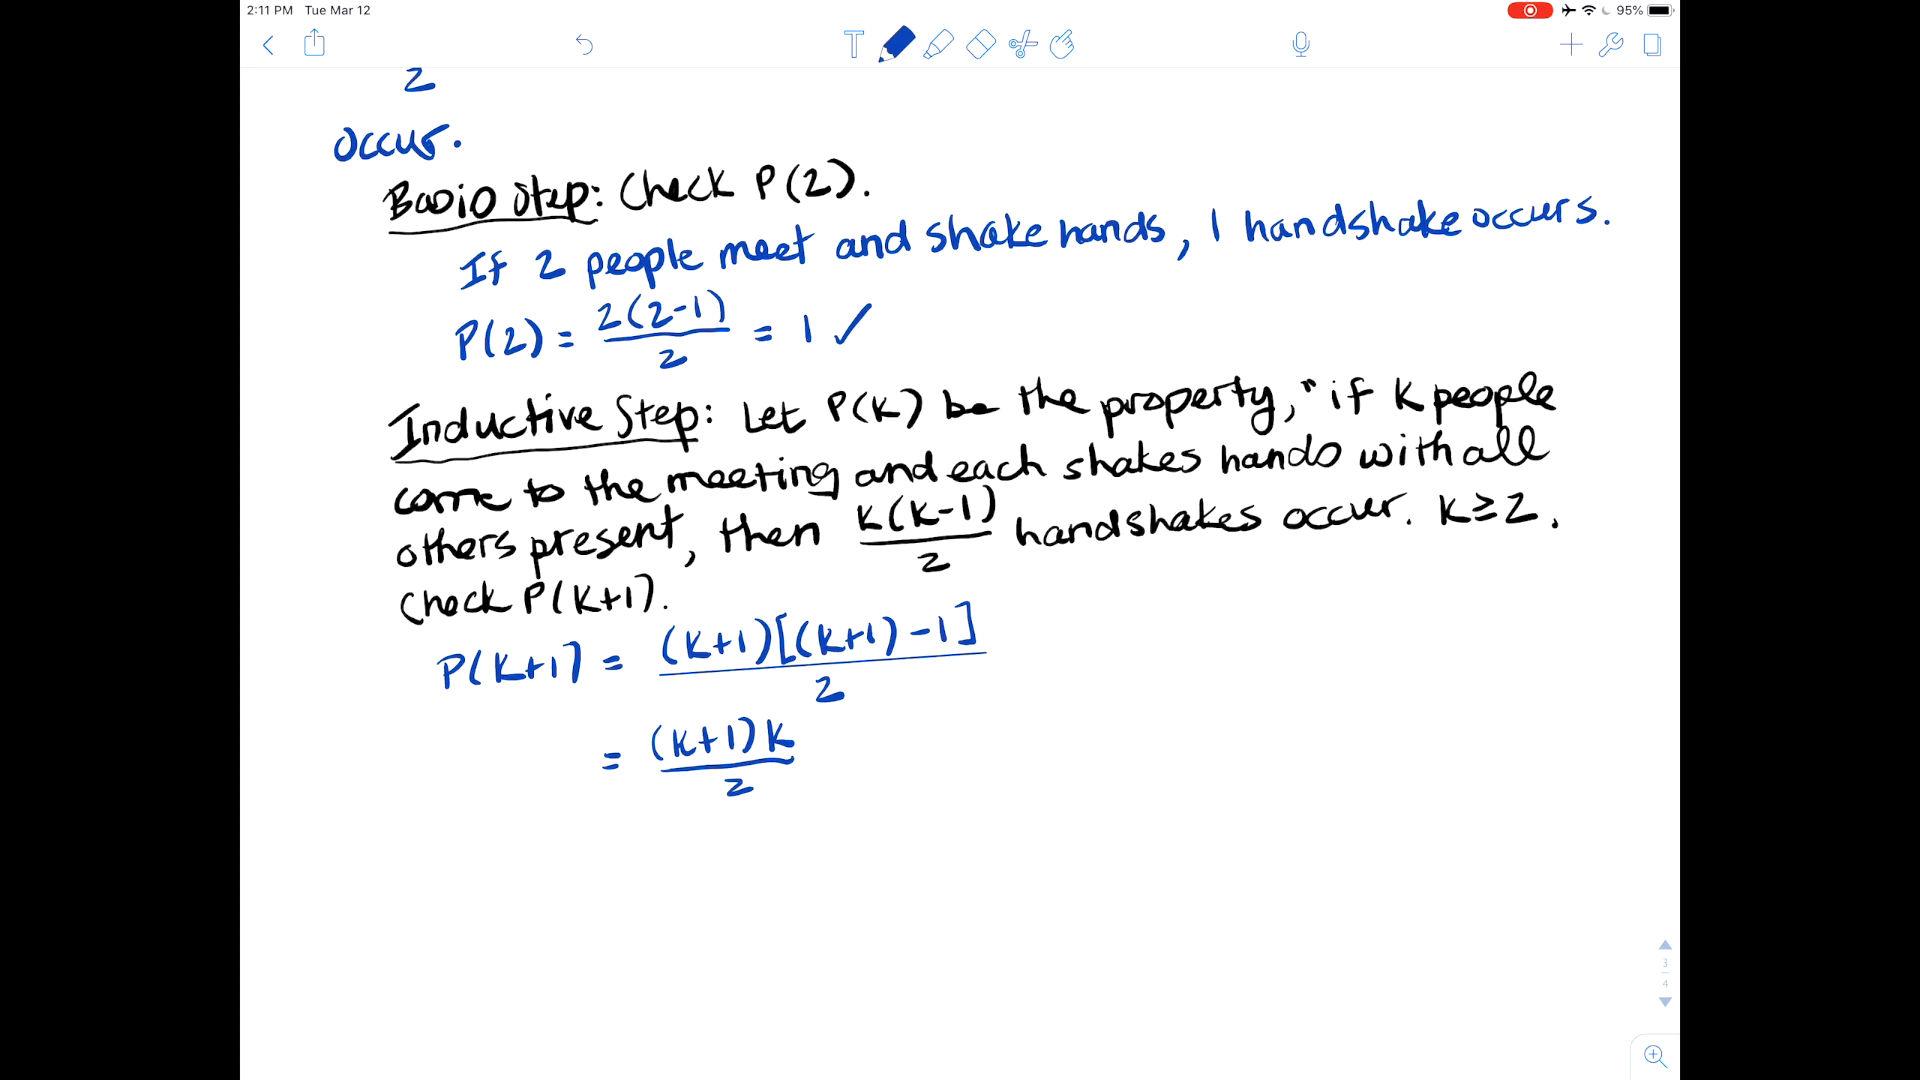 2:11 PM Tue Mar 12
95%
T
2
occur.
Basis Step: Check P(2).
If 2 people meet and shake hands, 1 handshake occurs.
P(2) = 2(2-1)/2 = 1 ✓
Inductive Step: Let P(k) be the property, "if k people
come to the meeting and each shakes hands with all
others present, then k(k-1)/2 handshakes occur. k≥2.
Check P(k+1).
P(k+1) = (k+1)[(k+1)-1]/2
= (k+1)k/2
3
4